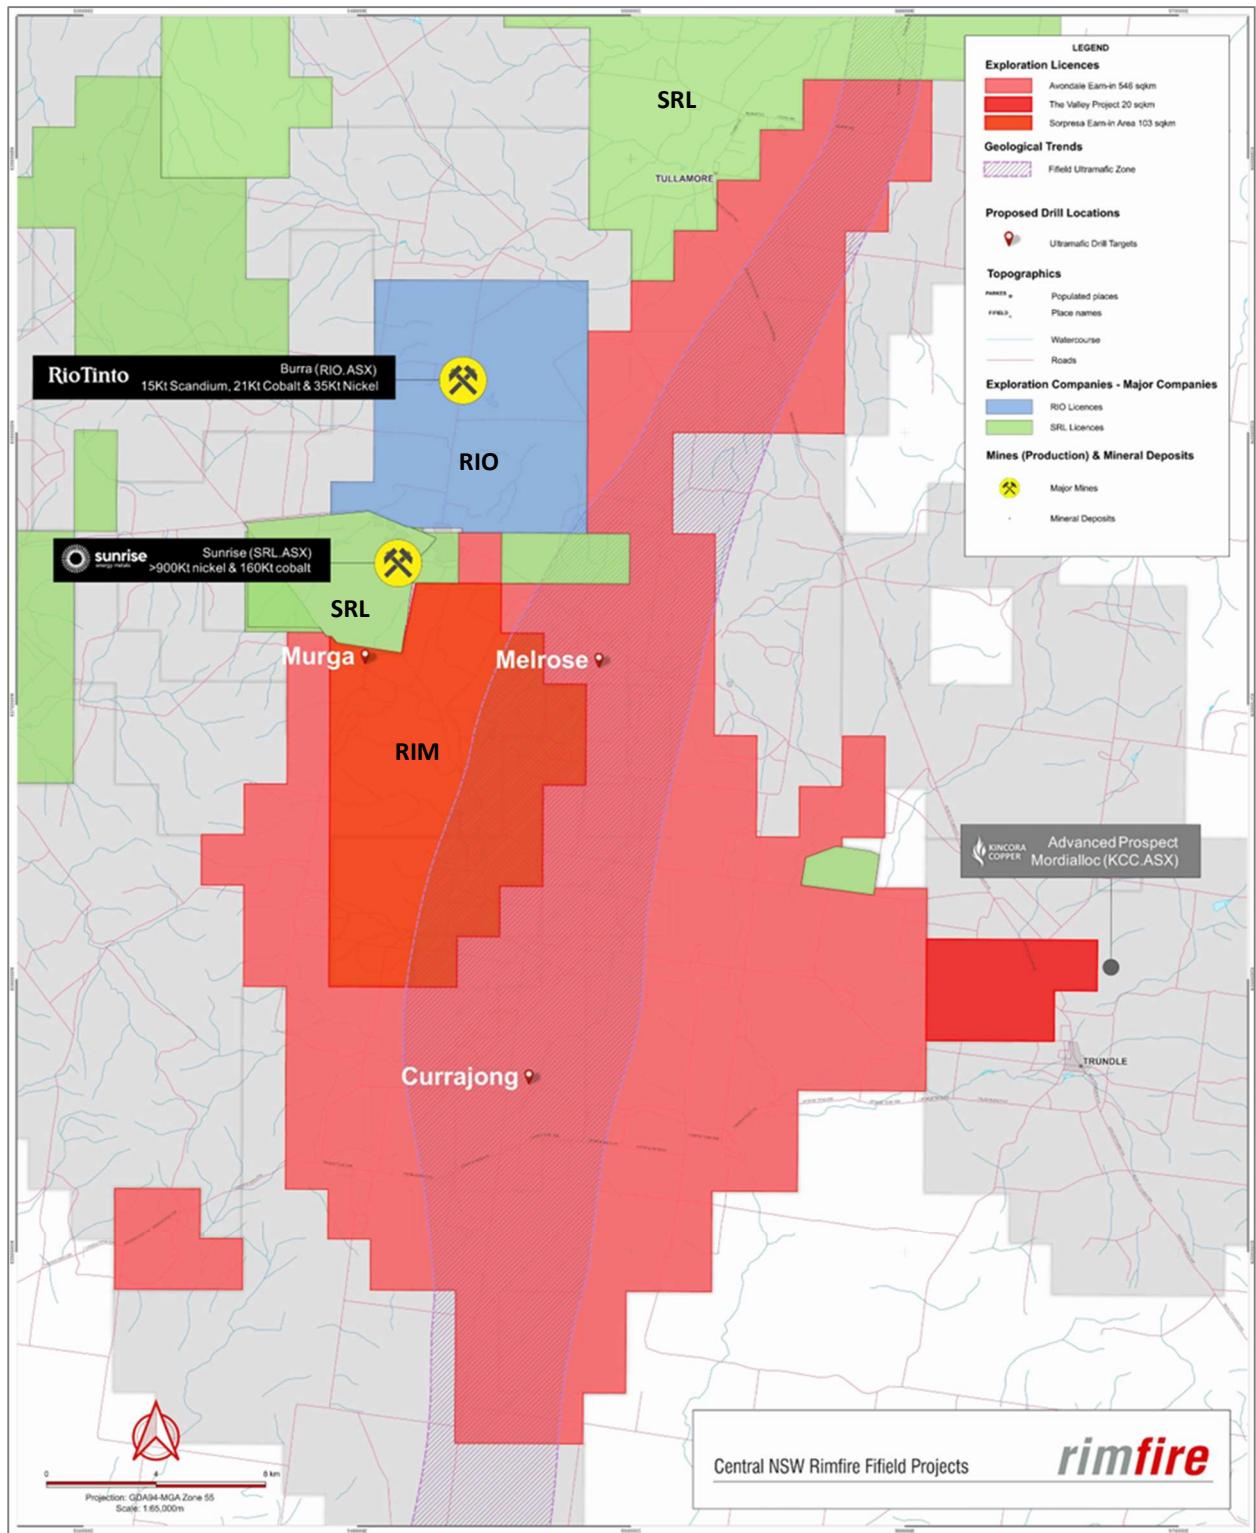 SRL
TULLAMORE
LEGEND
Exploration Licences
Avondale Earn-in 546 sqkm
The Valley Project 20 sqkm
Sorpresa Earn-in Area 103 sqkm
Geological Trends
Fifield Ultramafic Zone
Proposed Drill Locations
Ultramafic Drill Targets
Topographics
PARKES Populated places
FIFIELD Place names
Watercourse
Roads
Exploration Companies - Major Companies
RIO Licences
SRL Licences
Mines (Production) & Mineral Deposits
Major Mines
Mineral Deposits
RioTinto
Burra (RIO.ASX)
15Kt Scandium, 21Kt Cobalt & 35Kt Nickel
RIO
sunrise
energy metals
Sunrise (SRL.ASX)
>900Kt nickel & 160Kt cobalt
SRL
Murga
Melrose
RIM
KINCORA
COPPER
Advanced Prospect
Mordialloc (KCC.ASX)
TRUNDLE
Currajong
0 4 8 km
Projection: GDA94-MGA Zone 55
Scale: 1:65,000m
Central NSW Rimfire Fifield Projects
rimfire